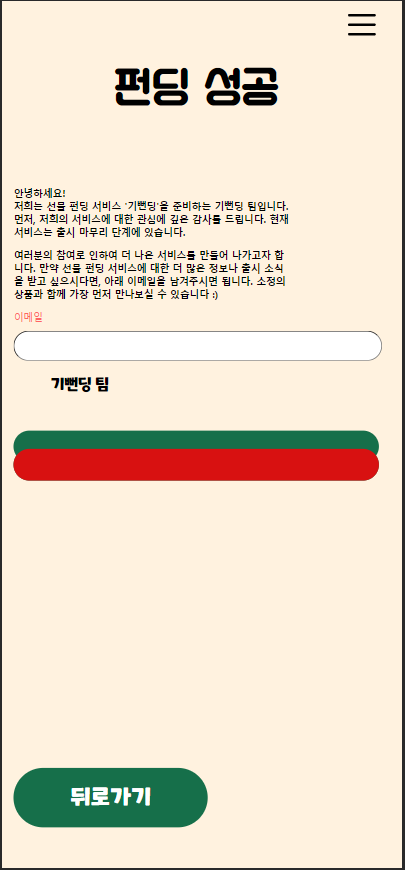 펀딩 성공
안녕하세요!
저희는 선물 펀딩 서비스 '기뻔딩'을 준비하는 기뻔딩 팀입니다.
먼저, 저희의 서비스에 대한 관심에 깊은 감사를 드립니다. 현재
서비스는 출시 마무리 단계에 있습니다.
여러분의 참여로 인하여 더 나은 서비스를 만들어 나가고자 합
니다. 만약 선물 펀딩 서비스에 대한 더 많은 정보나 출시 소식
을 받고 싶으시다면, 아래 이메일을 남겨주시면 됩니다. 소정의
상품과 함께 가장 먼저 만나보실 수 있습니다 :)
이메일
기뻔딩 팀
뒤로가기